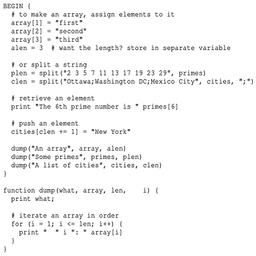 BEGIN {
  # to make an array, assign elements to it
  array[1] = "first"
  array[2] = "second"
  array[3] = "third"
  alen = 3  # want the length? store in separate variable

  # or split a string
  plen = split("2 3 5 7 11 13 17 19 23 29", primes)
  clen = split("Ottawa;Washington DC;Mexico City", cities, ";")

  # retrieve an element
  print "The 6th prime number is " primes[6]

  # push an element
  cities[clen += 1] = "New York"

  dump("An array", array, alen)
  dump("Some primes", primes, plen)
  dump("A list of cities", cities, clen)
}

function dump(what, array, len,    i) {
  print what;

  # iterate an array in order
  for (i = 1; i <= len; i++) {
    print "  " i ": " array[i]
  }
}